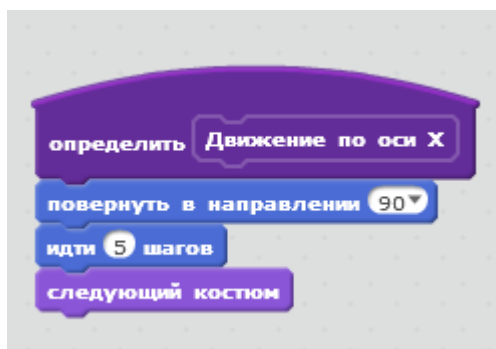 определить Движение по оси X
повернуть в направлении 90
идти 5 шагов
следующий костюм